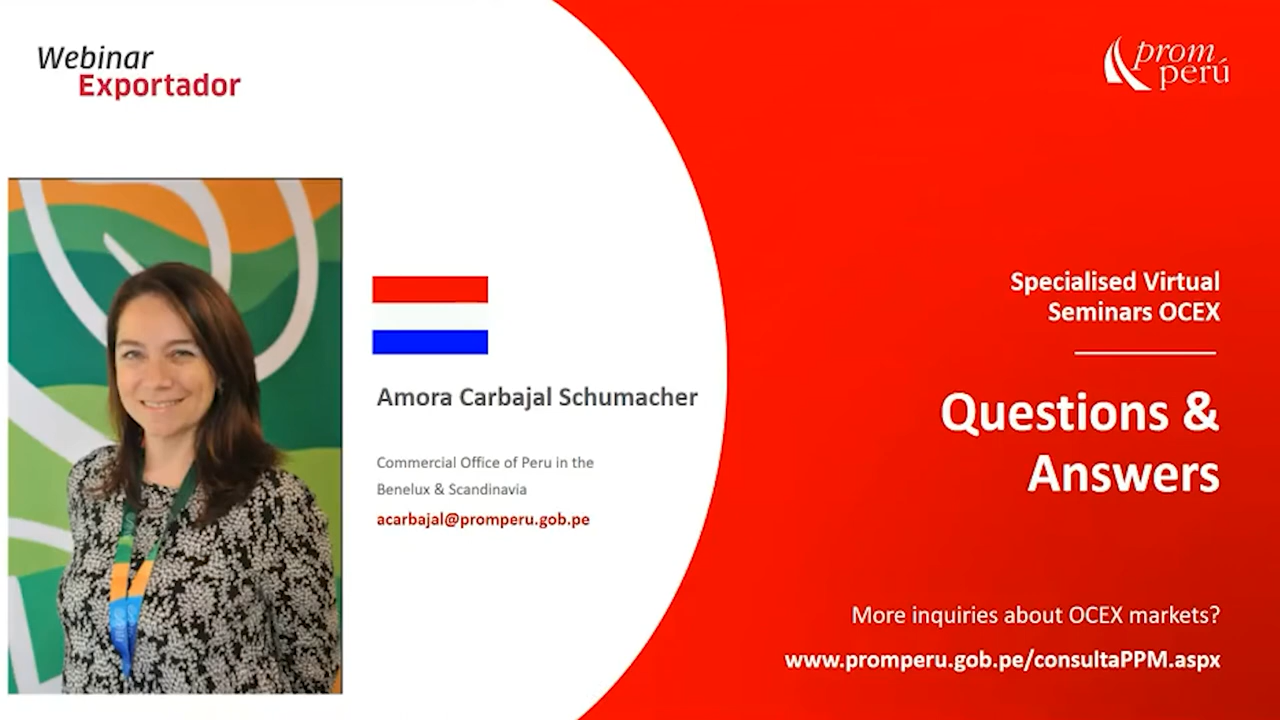 Webinar
Exportador
prom
perú
Amora Carbajal Schumacher
Commercial Office of Peru in the
Benelux & Scandinavia
acarbajal@promperu.gob.pe
Specialised Virtual
Seminars OCEX
Questions &
Answers
More inquiries about OCEX markets?
www.promperu.gob.pe/consultaPPM.aspx